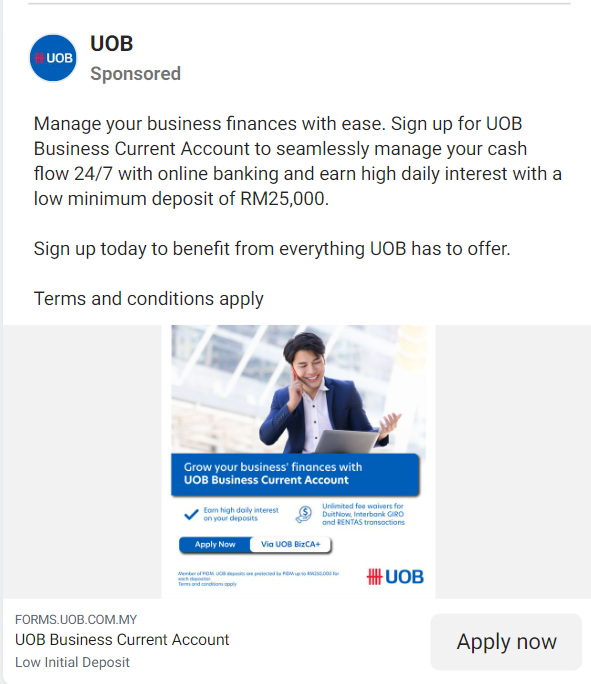 UOB
UOB
Sponsored
Manage your business finances with ease. Sign up for UOB
Business Current Account to seamlessly manage your cash
flow 24/7 with online banking and earn high daily interest with a
low minimum deposit of RM25,000.
Sign up today to benefit from everything UOB has to offer.
Terms and conditions apply
Grow your business' finances with
UOB Business Current Account
Earn high daily interest
on your deposits
Unlimited fee waivers for
DuitNow, Interbank GIRO
and RENTAS transactions
Apply Now
Via UOB BizCA+
Member of PIDM. UOB deposits are protected by PIDM up to RM250,000 for
each depositor.
Terms and conditions apply
UOB
FORMS.UOB.COM.MY
UOB Business Current Account
Low Initial Deposit
Apply now